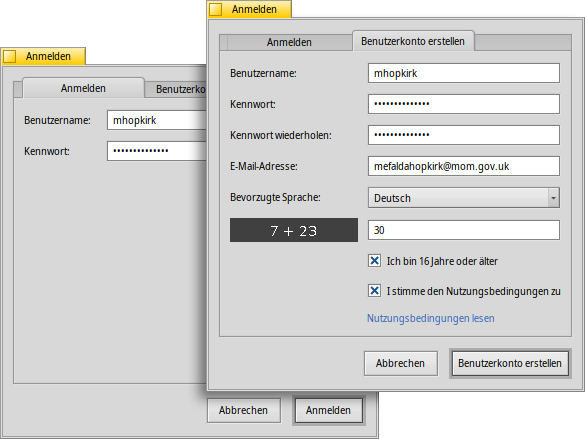 Anmelden
Anmelden
Benutzerko
Benutzername:
mhopkirk
Kennwort:
••••••••••••••
Abbrechen
Anmelden
Anmelden
Anmelden
Benutzerkonto erstellen
Benutzername:
mhopkirk
Kennwort:
••••••••••••••
Kennwort wiederholen:
••••••••••••••
E-Mail-Adresse:
mefaldahopkirk@mom.gov.uk
Bevorzugte Sprache:
Deutsch
7 + 23
30
Ich bin 16 Jahre oder älter
I stimme den Nutzungsbedingungen zu
Nutzungsbedingungen lesen
Abbrechen
Benutzerkonto erstellen